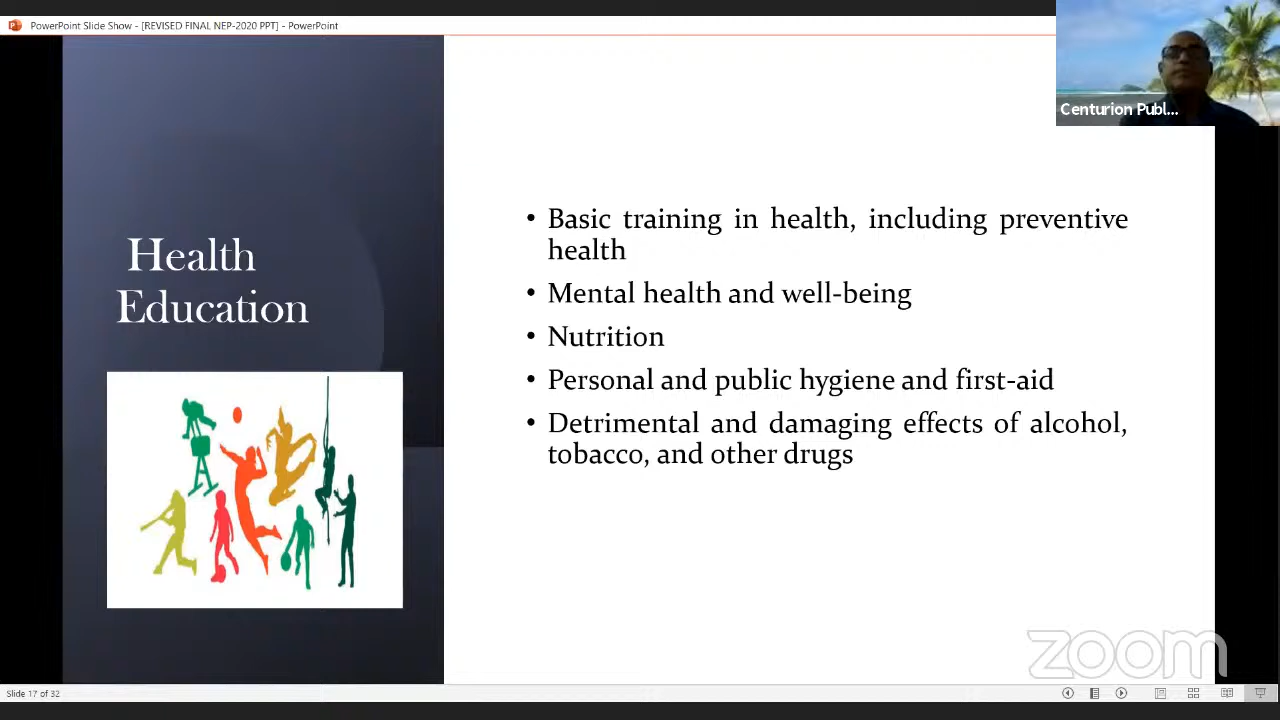 PowerPoint Slide Show - [REVISED FINAL NEP-2020 PPT] - PowerPoint
Centurion Publ...
Health
Education
• Basic training in health, including preventive
health
• Mental health and well-being
• Nutrition
• Personal and public hygiene and first-aid
• Detrimental and damaging effects of alcohol,
tobacco, and other drugs
zoom
Slide 17 of 32